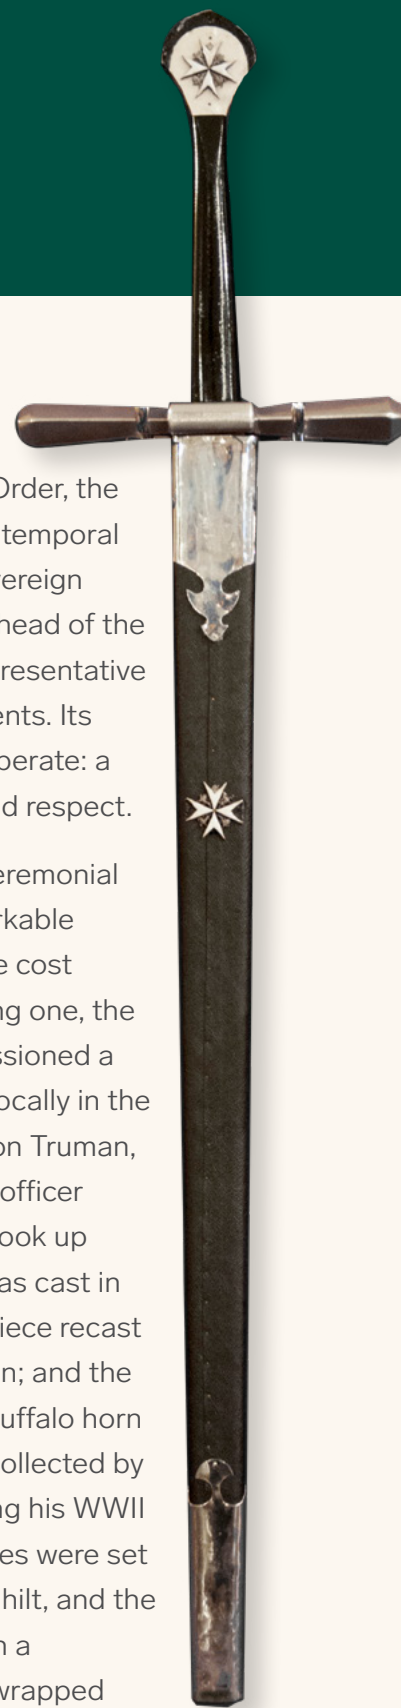 Order, the
temporal
ereign
head of the
resentative
ents. Its
perate: a
d respect.
eremonial
rkable
e cost
ng one, the
ssioned a
ocally in the
on Truman,
officer
ook up
as cast in
iece recast
n; and the
uffalo horn
ollected by
ng his WWII
es were set
hilt, and the
n a
wrapped